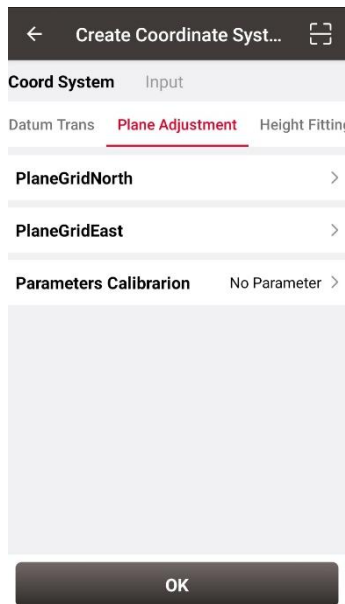 Create Coordinate Syst...
Coord System Input
Datum Trans Plane Adjustment Height Fitting
PlaneGridNorth
PlaneGridEast
Parameters Calibrarion No Parameter
OK